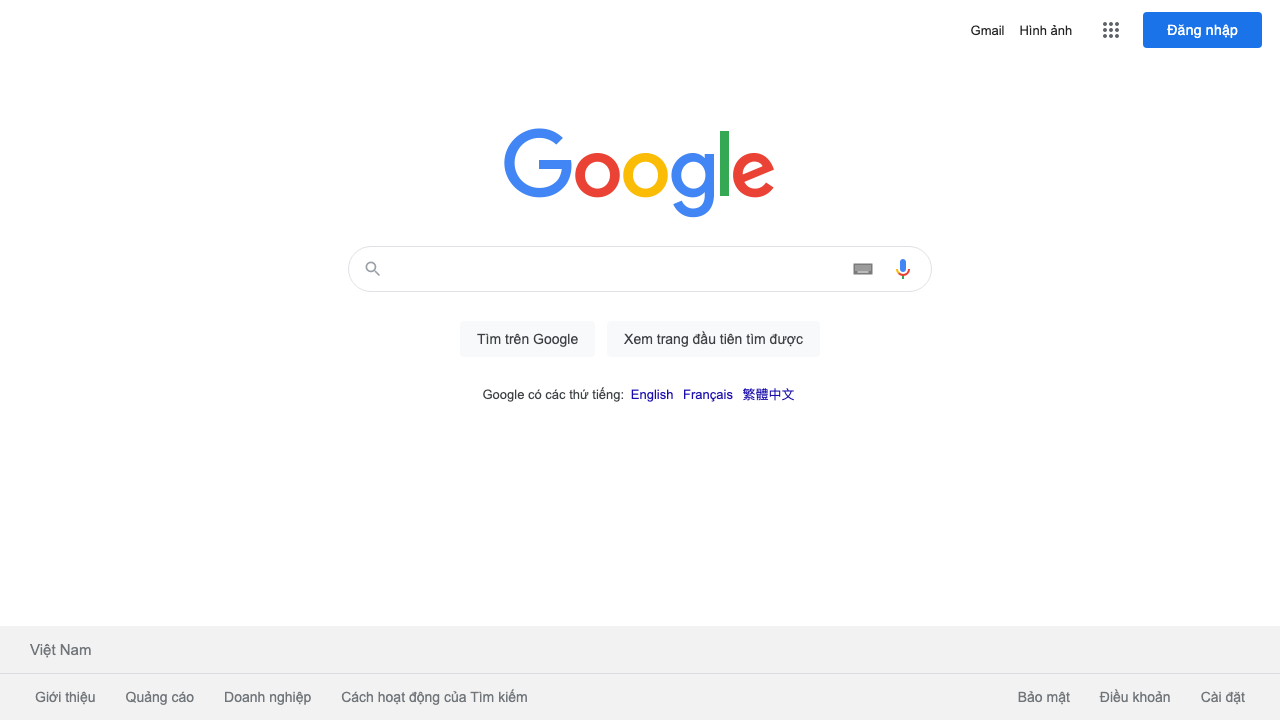 Gmail Hình ảnh Đăng nhập
Google
Tìm trên Google Xem trang đầu tiên tìm được
Google có các thứ tiếng: English Français 繁體中文
Việt Nam
Giới thiệu Quảng cáo Doanh nghiệp Cách hoạt động của Tìm kiếm Bảo mật Điều khoản Cài đặt